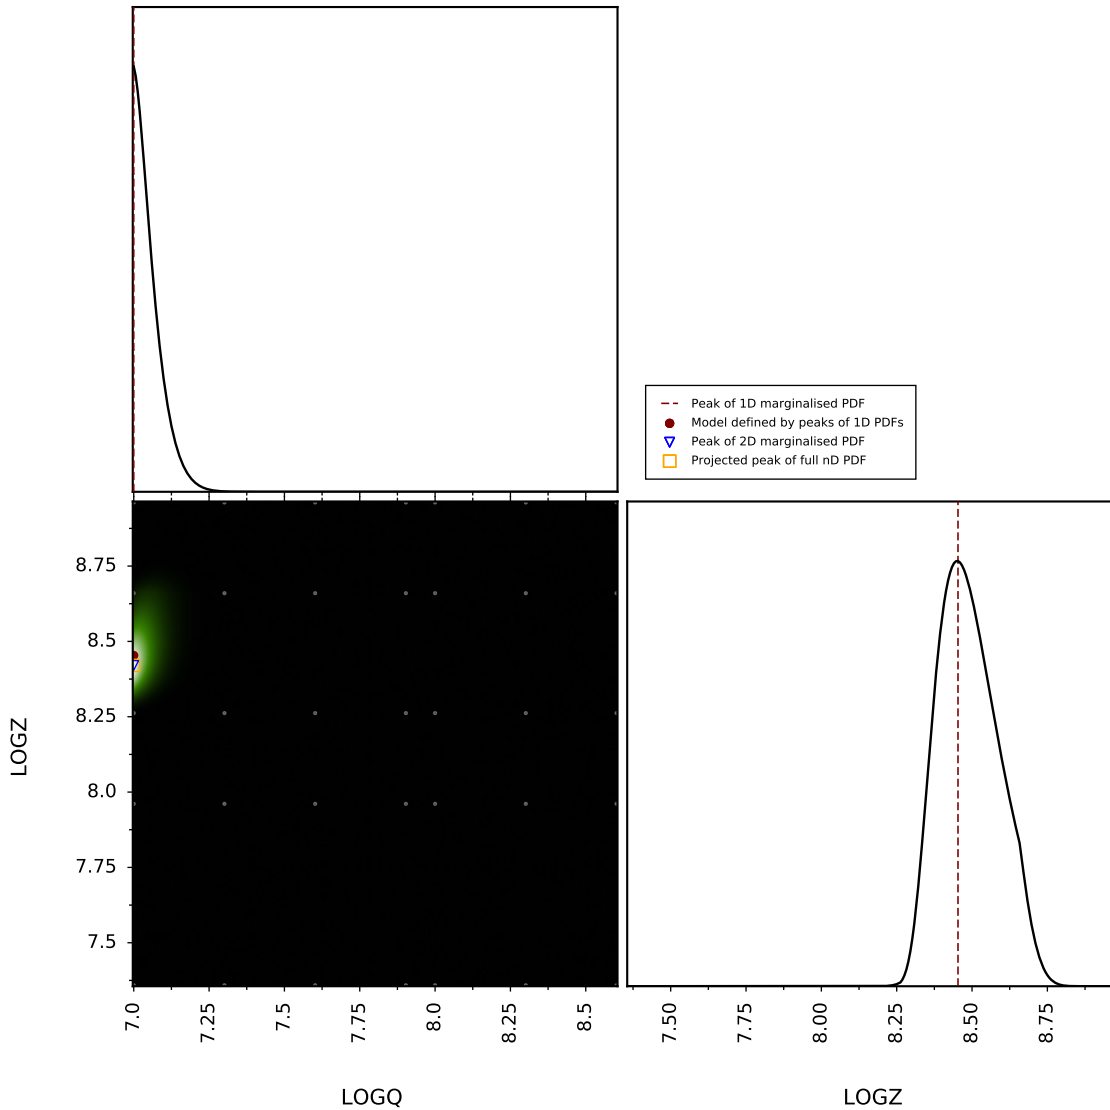 Peak of 1D marginalised PDF
Model defined by peaks of 1D PDFs
Peak of 2D marginalised PDF
Projected peak of full nD PDF
8.75
8.5
8.25
8.0
7.75
7.5
LOGZ
7.0 7.25 7.5 7.75 8.0 8.25 8.5
7.50 7.75 8.00 8.25 8.50 8.75
LOGQ
LOGZ